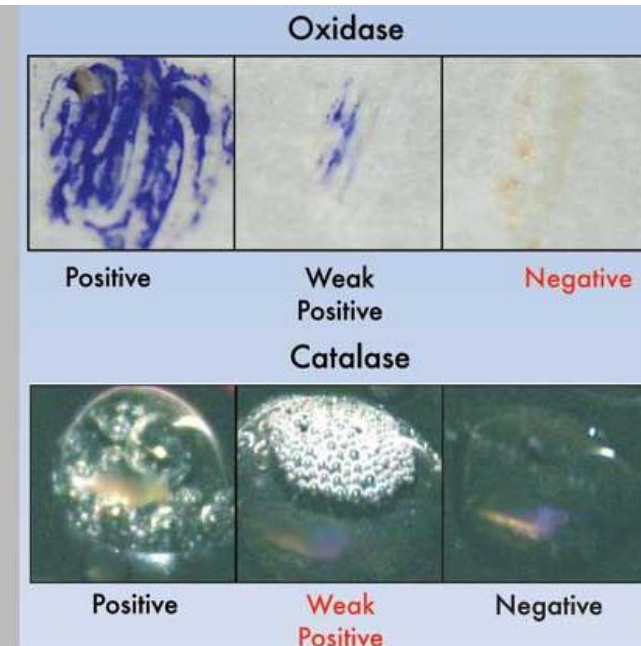 Oxidase
Positive Weak Negative
Positive
Catalase
Positive Weak Negative
Positive